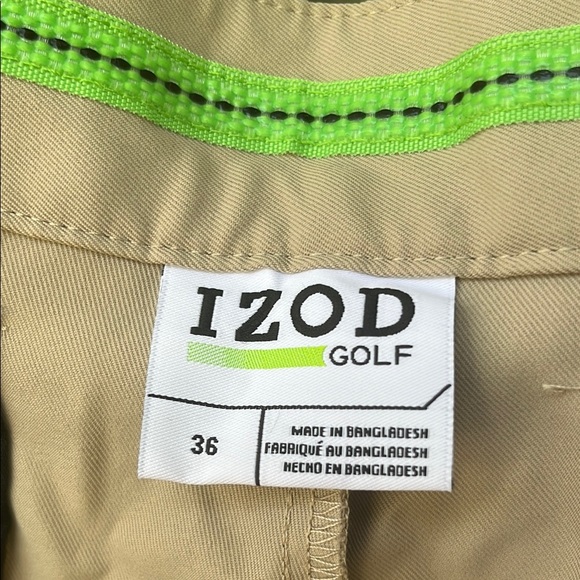 IZOD
GOLF
36
MADE IN BANGLADESH
FABRIQUÉ AU BANGLADESH
HECHO EN BANGLADESH